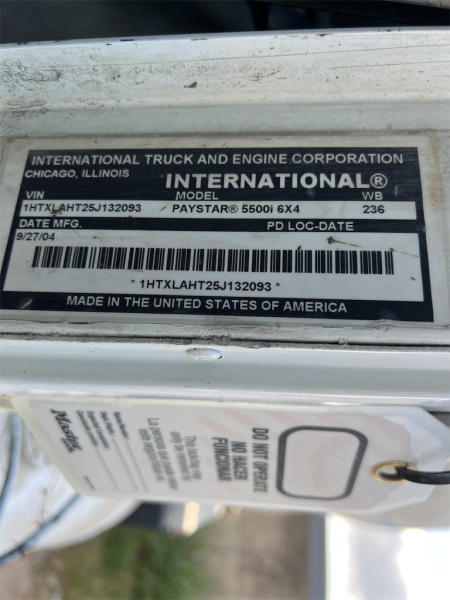 INTERNATIONAL TRUCK AND ENGINE CORPORATION
CHICAGO, ILLINOIS
INTERNATIONAL®
VIN MODEL WB
1HTXLAHT25J132093 PAYSTAR® 5500i 6X4 236
DATE MFG. PD LOC-DATE
9/27/04
* 1HTXLAHT25J132093 *
MADE IN THE UNITED STATES OF AMERICA
DO NOT OPERATE
NO HACER
FUNCIONAR
Master